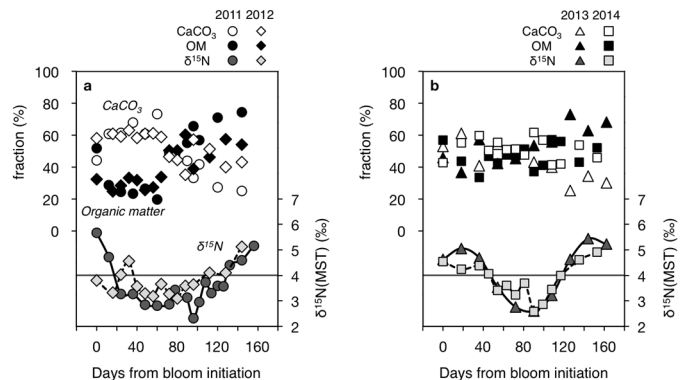 2011 2012
CaCO3
OM
δ15N
2013 2014
CaCO3
OM
δ15N
a
CaCO3
Organic matter
δ15N
fraction (%)
100
80
60
40
20
0
7
6
5
4
3
2
δ15N(MST) (‰)
0 40 80 120 160
Days from bloom initiation
b
fraction (%)
100
80
60
40
20
0
7
6
5
4
3
2
δ15N(MST) (‰)
0 40 80 120 160
Days from bloom initiation